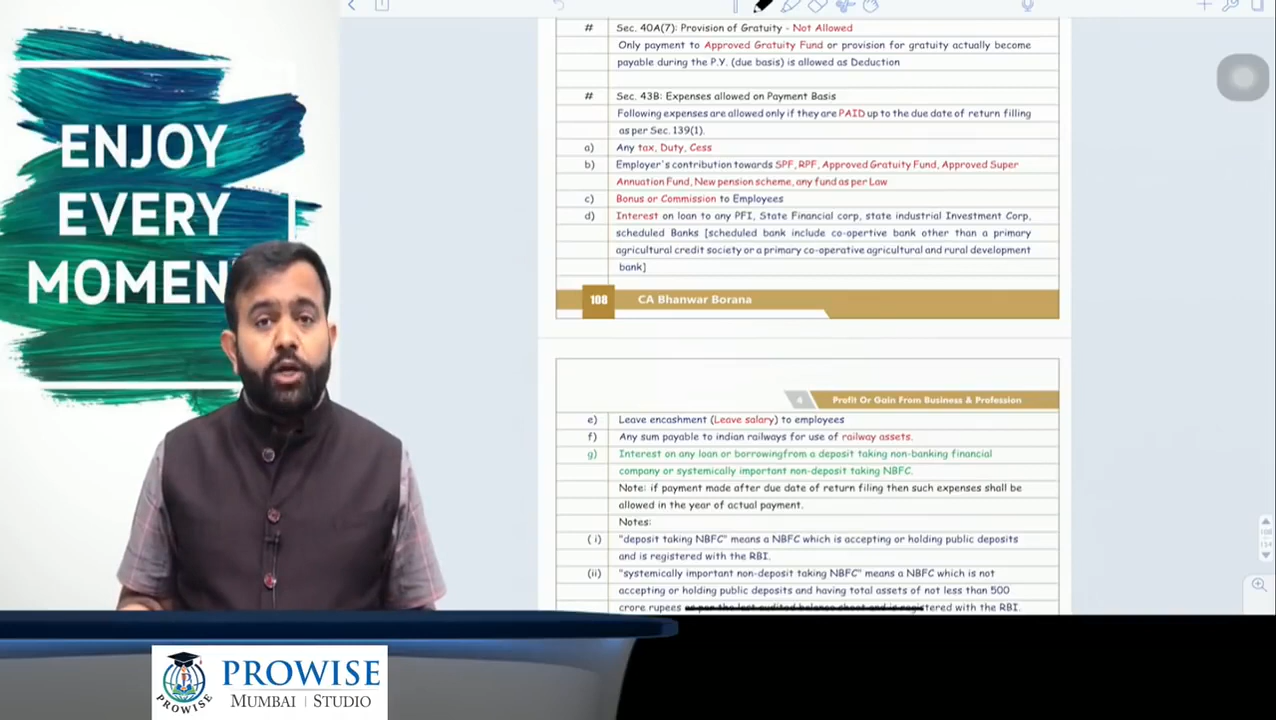 ENJOY
EVERY
MOMEN
# Sec. 40A(7): Provision of Gratuity - Not Allowed
Only payment to Approved Gratuity Fund or provision for gratuity actually become
payable during the P.Y. (due basis) is allowed as Deduction
# Sec. 43B: Expenses allowed on Payment Basis
Following expenses are allowed only if they are PAID up to the due date of return filling
as per Sec. 139(1).
a) Any tax, Duty, Cess
b) Employer's contribution towards SPF, RPF, Approved Gratuity Fund, Approved Super
Annuation Fund, New pension scheme, any fund as per Law
c) Bonus or Commission to Employees
d) Interest on loan to any PFI, State Financial corp, state industrial Investment Corp,
scheduled Banks [scheduled bank include co-opertive bank other than a primary
agricultural credit society or a primary co-operative agricultural and rural development
bank]
108 CA Bhanwar Borana
4 Profit Or Gain From Business & Profession
e) Leave encashment (Leave salary) to employees
f) Any sum payable to indian railways for use of railway assets.
g) Interest on any loan or borrowingfrom a deposit taking non-banking financial
company or systemically important non-deposit taking NBFC.
Note: if payment made after due date of return filing then such expenses shall be
allowed in the year of actual payment.
Notes:
( i) "deposit taking NBFC" means a NBFC which is accepting or holding public deposits
and is registered with the RBI.
(ii) "systemically important non-deposit taking NBFC" means a NBFC which is not
accepting or holding public deposits and having total assets of not less than 500
crore rupees as per the last audited balance sheet and is registered with the RBI.
108
154
PROWISE
PROWISE
MUMBAI | STUDIO